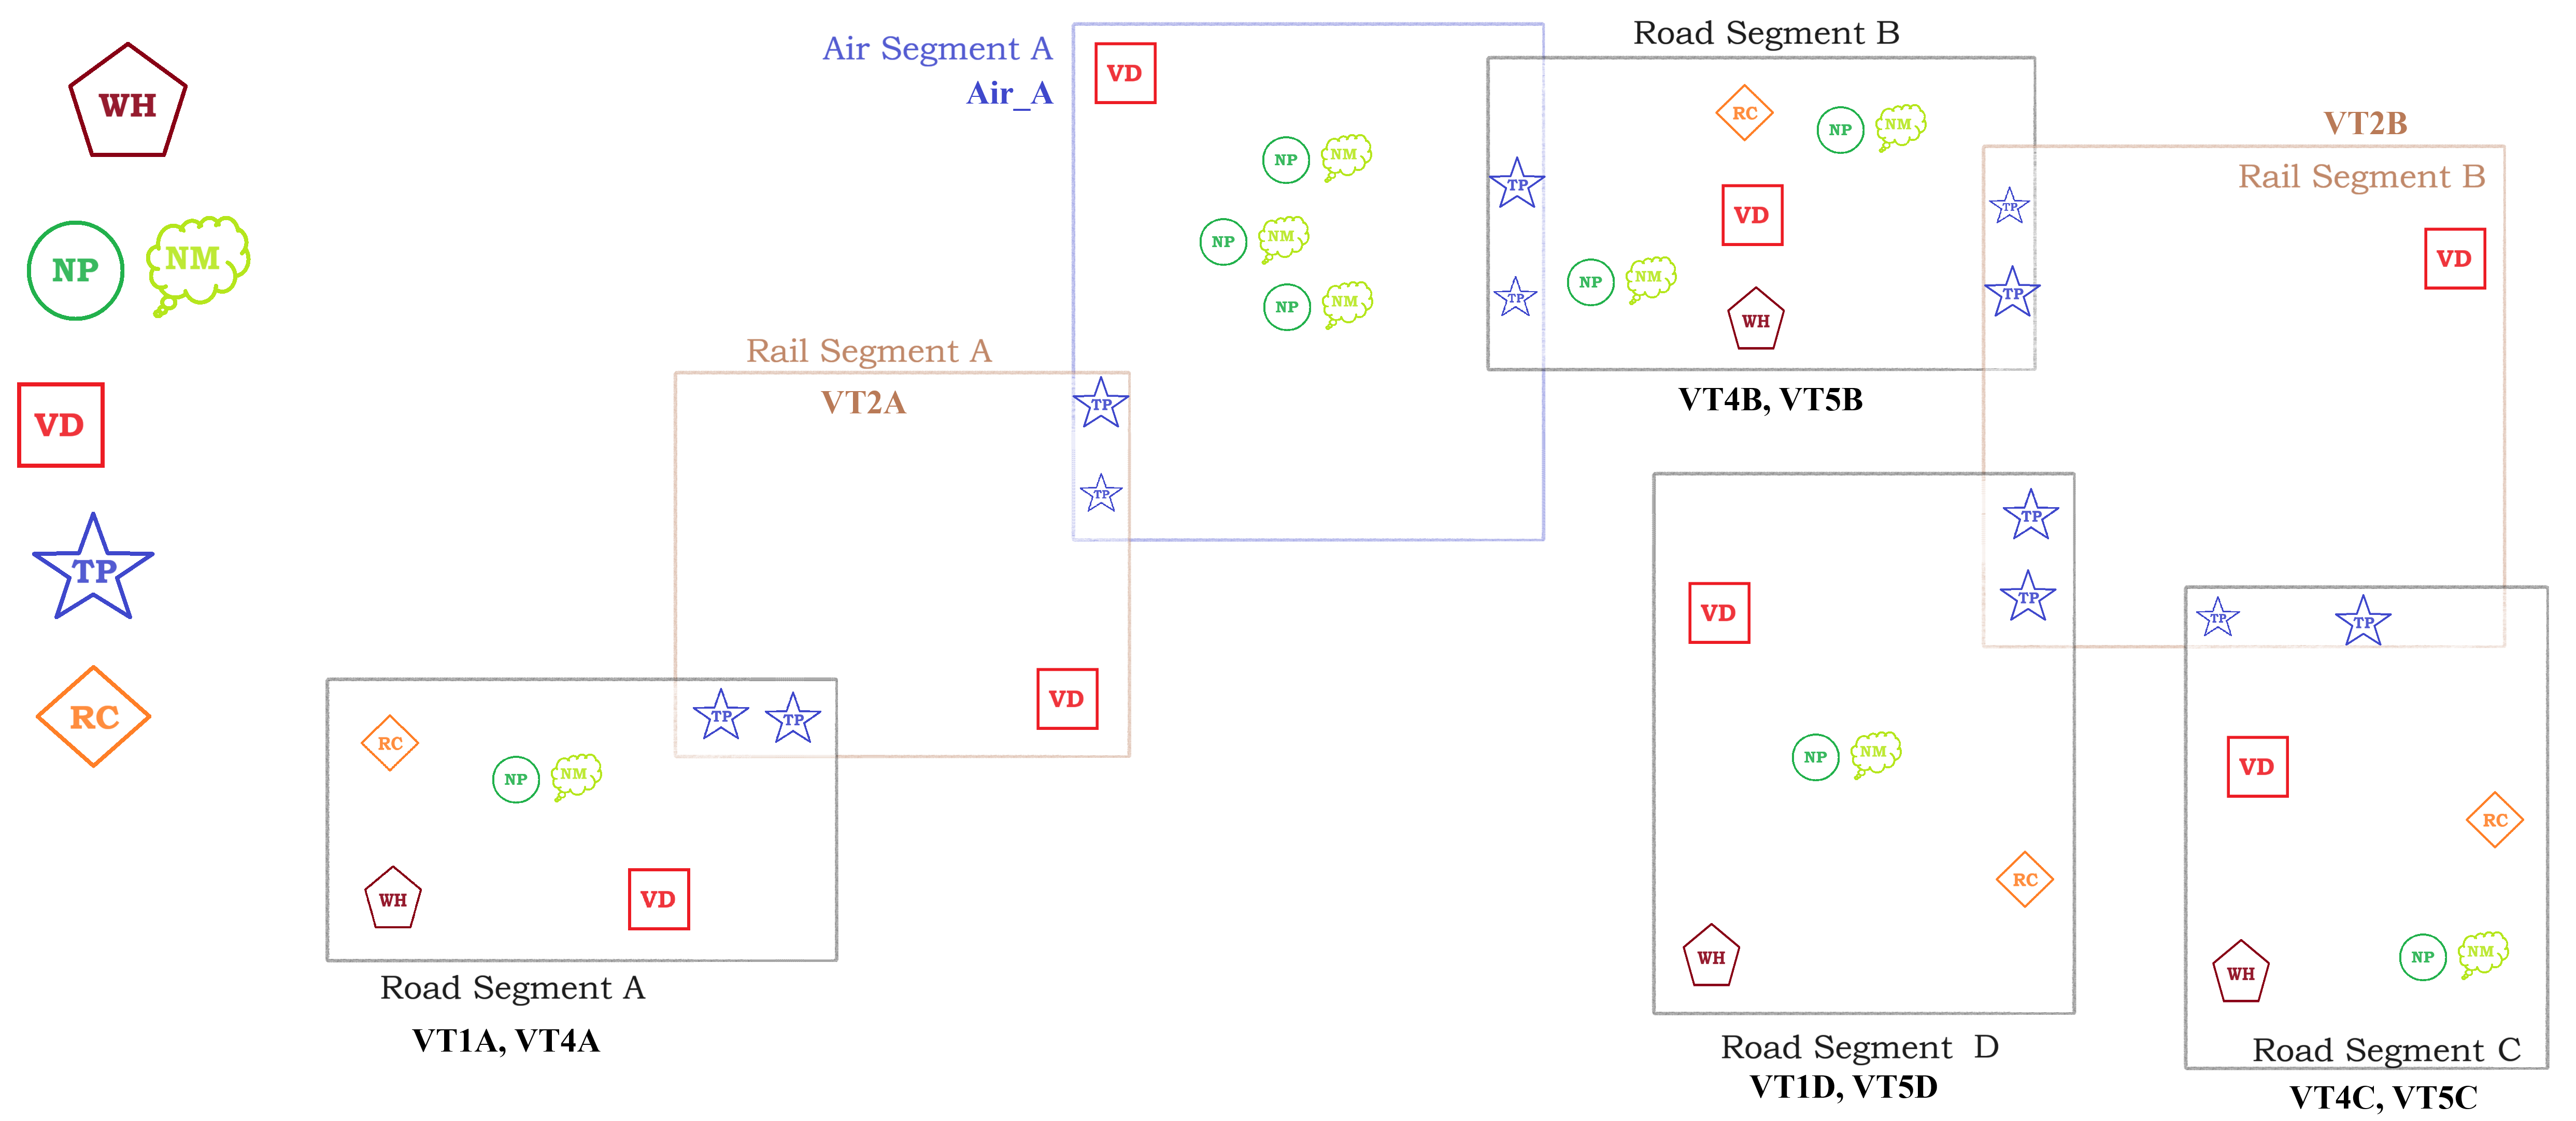 WH
NP NM
VD
TP
RC
Air Segment A
Air_A
VD
NP NM
NP NM
NP NM
TP
TP
Road Segment B
RC
NP NM
VD
TP
TP
NP NM
WH
TP
TP
VT4B, VT5B
VT2B
Rail Segment B
VD
Rail Segment A
VT2A
VD
TP TP
RC
NP NM
WH
VD
Road Segment A
VT1A, VT4A
TP
TP
VD
NP NM
RC
WH
Road Segment D
VT1D, VT5D
TP TP
VD
RC
NP NM
WH
Road Segment C
VT4C, VT5C